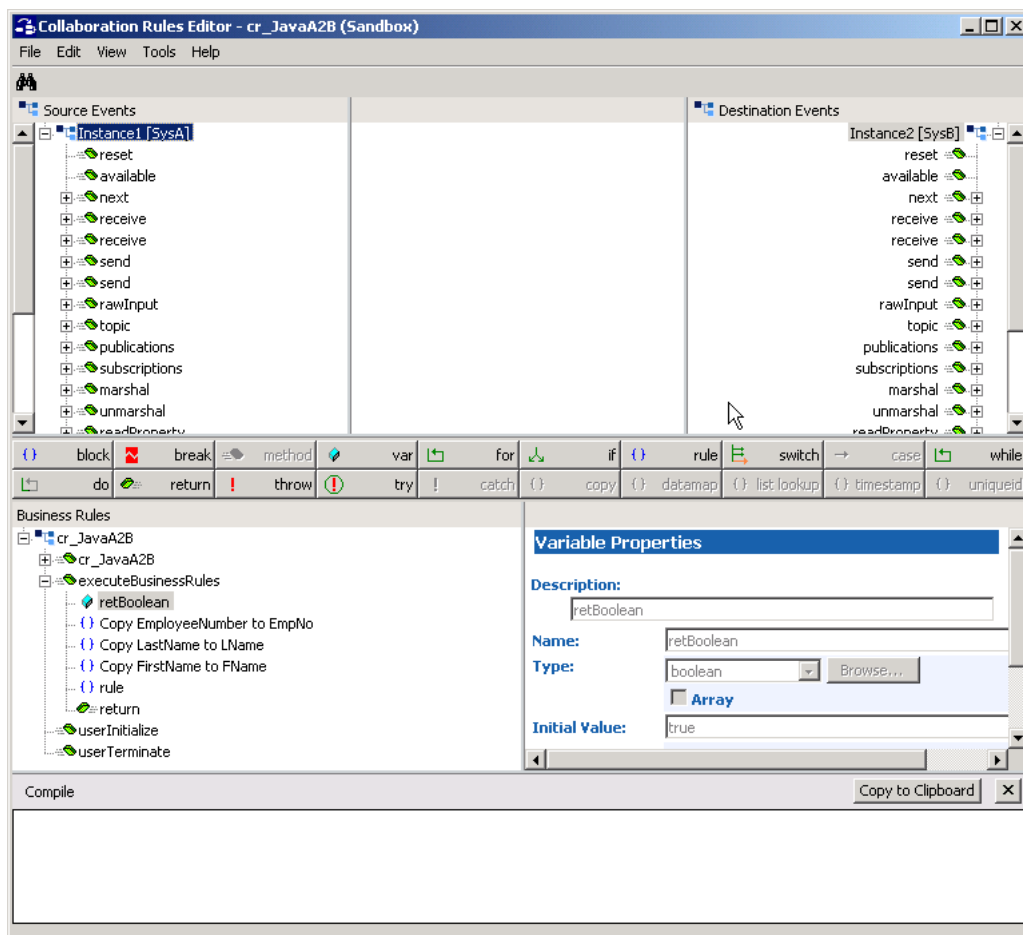 Collaboration Rules Editor - cr_JavaA2B (Sandbox)
File Edit View Tools Help
Source Events
Destination Events
Instance1 [SysA]
reset
available
next
receive
receive
send
send
rawInput
topic
publications
subscriptions
marshal
unmarshal
readProperty
Instance2 [SysB]
reset
available
next
receive
receive
send
send
rawInput
topic
publications
subscriptions
marshal
unmarshal
readProperty
{} block break method var for if {} rule switch case while
do return ! throw ! try ! catch {} copy {} datamap {} list lookup {} timestamp {} uniqueid
Business Rules
cr_JavaA2B
cr_JavaA2B
executeBusinessRules
retBoolean
{} Copy EmployeeNumber to EmpNo
{} Copy LastName to LName
{} Copy FirstName to FName
{} rule
return
userInitialize
userTerminate
Variable Properties
Description:
retBoolean
Name: retBoolean
Type: boolean Browse...
Array
Initial Value: true
Compile Copy to Clipboard